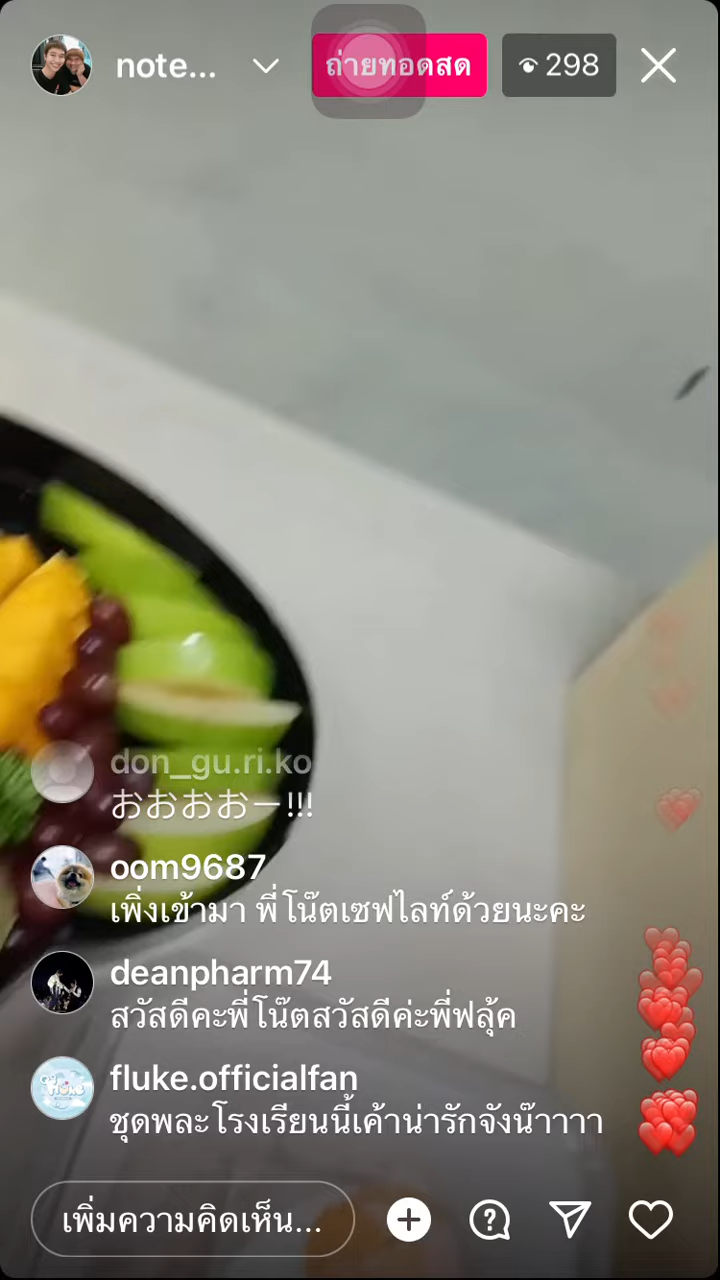 note...
ถ่ายทอดสด
298
don_gu.ri.ko
おおおおー!!!
oom9687
เพิ่งเข้ามา พี่โน๊ตเซฟไลท์ด้วยนะคะ
deanpharm74
สวัสดีคะพี่โน๊ตสวัสดีค่ะพี่ฟลุ้ค
fluke.officialfan
ชุดพละโรงเรียนนี้เค้าน่ารักจังน๊าาาา
เพิ่มความคิดเห็น...